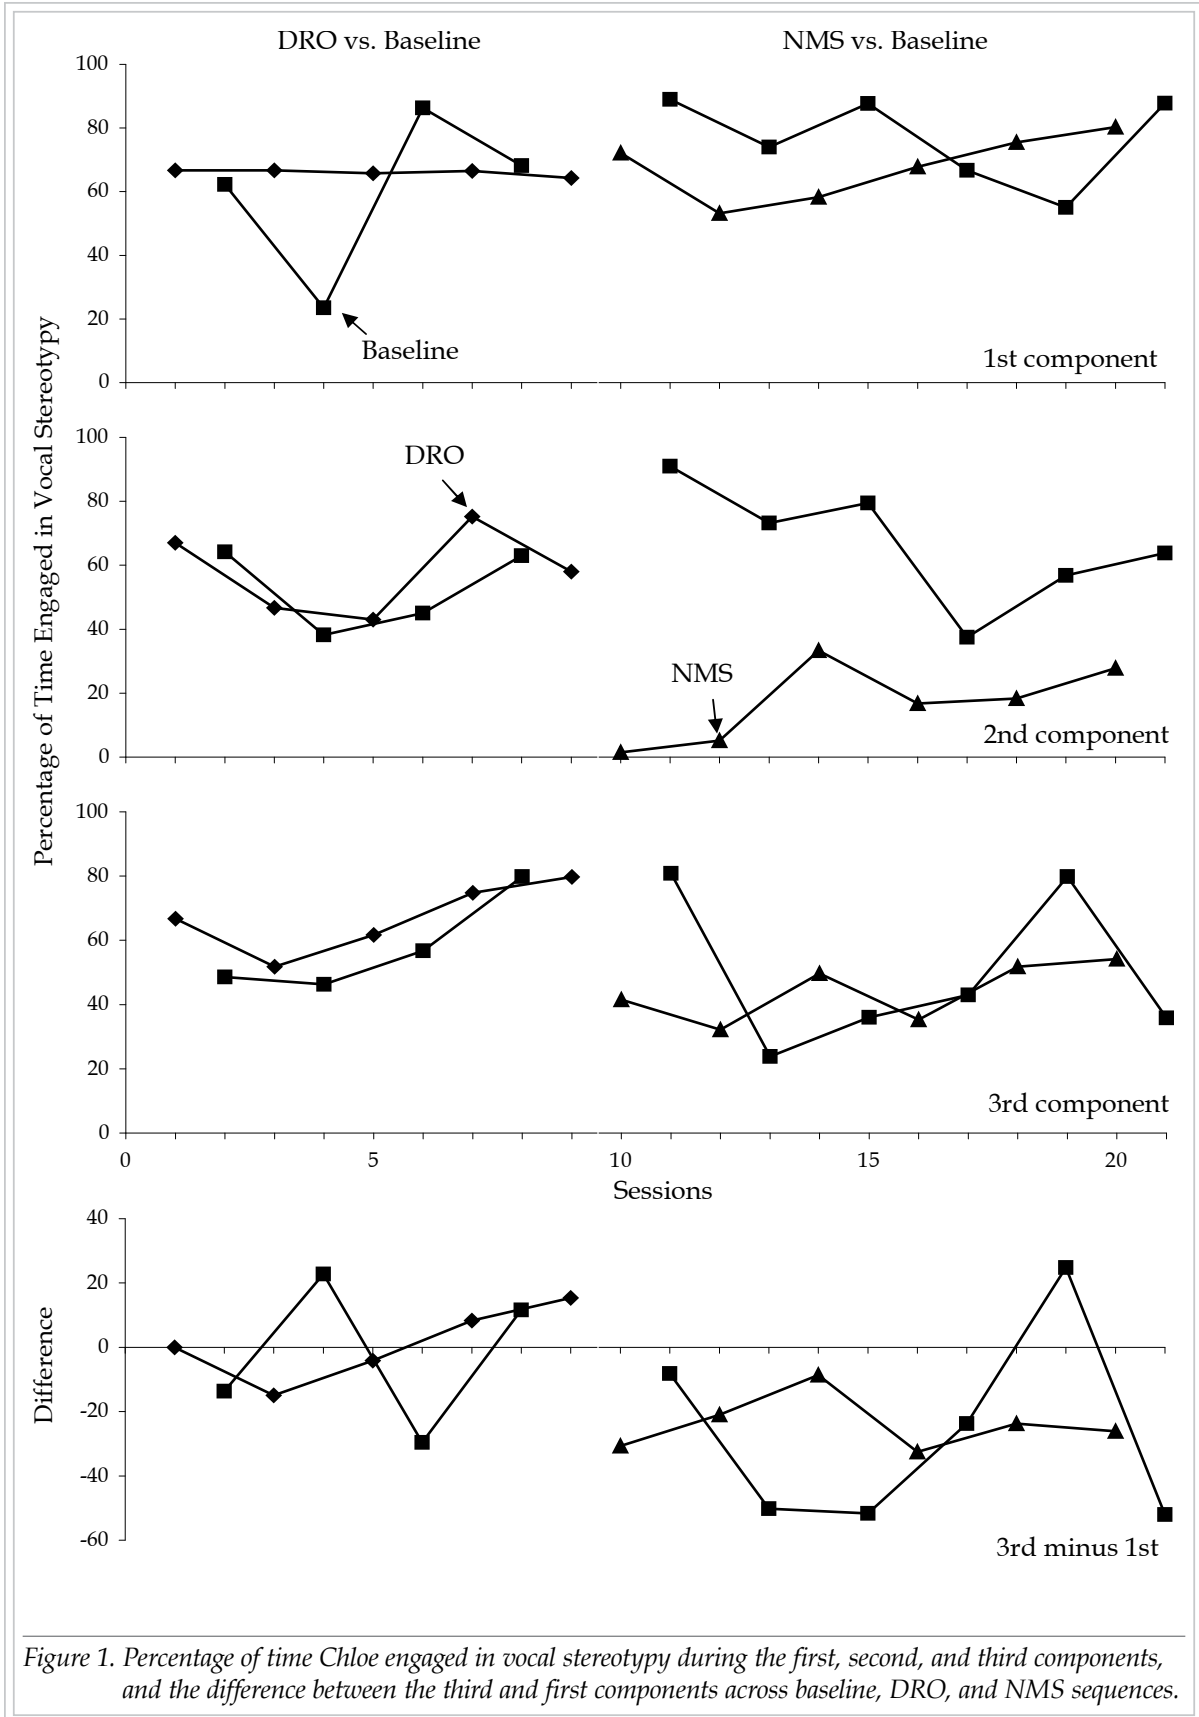 DRO vs. Baseline
NMS vs. Baseline
100
80
60
40
20
0
Baseline
1st component
Percentage of Time Engaged in Vocal Stereotypy
100
80
60
40
20
0
DRO
NMS
2nd component
100
80
60
40
20
0
3rd component
0
5
10
15
20
Sessions
Difference
40
20
0
-20
-40
-60
3rd minus 1st
Figure 1. Percentage of time Chloe engaged in vocal stereotypy during the first, second, and third components,
and the difference between the third and first components across baseline, DRO, and NMS sequences.